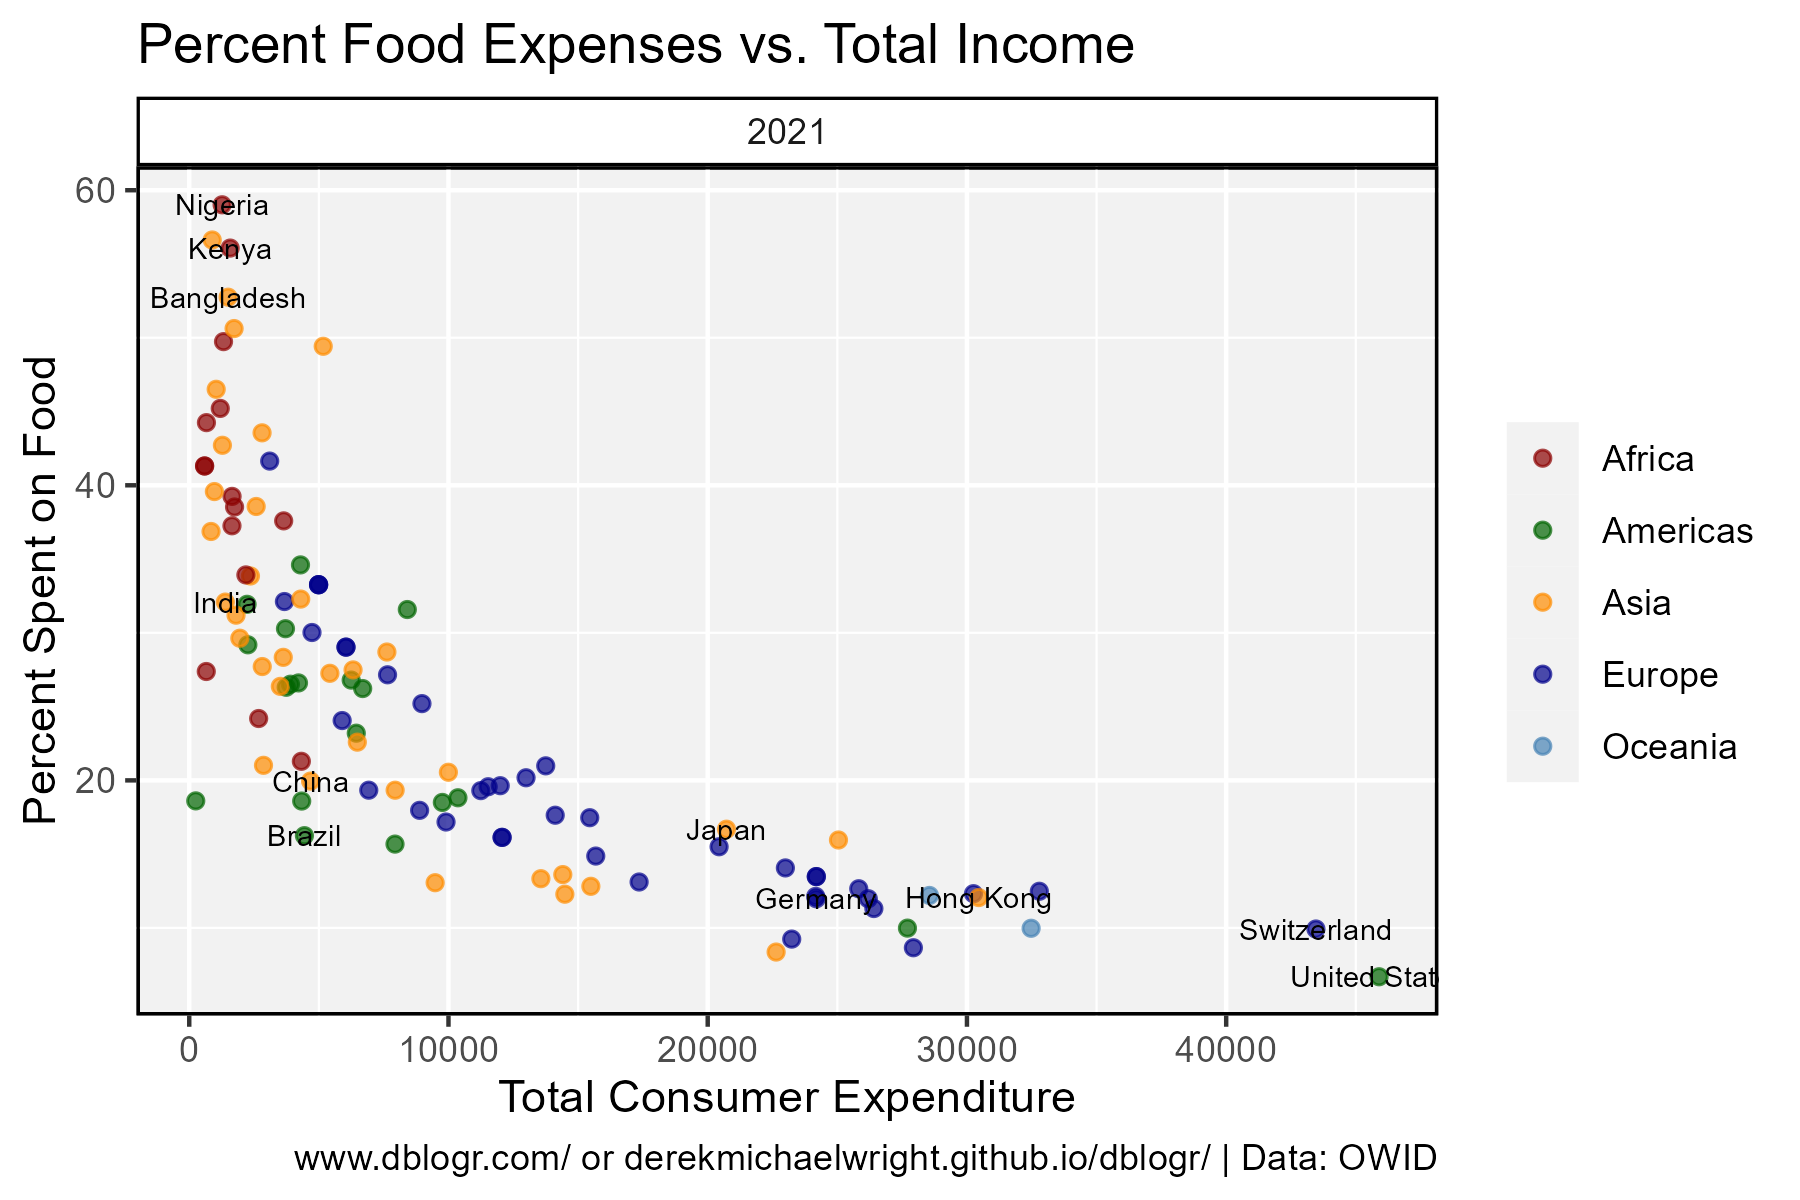 Percent Food Expenses vs. Total Income
2021
Percent Spent on Food
60
40
20
Nigeria
Kenya
Bangladesh
India
China
Brazil
Japan
Germany
Hong Kong
Switzerland
United Stat
0 10000 20000 30000 40000
Total Consumer Expenditure
Africa
Americas
Asia
Europe
Oceania
www.dblogr.com/ or derekmichaelwright.github.io/dblogr/ | Data: OWID